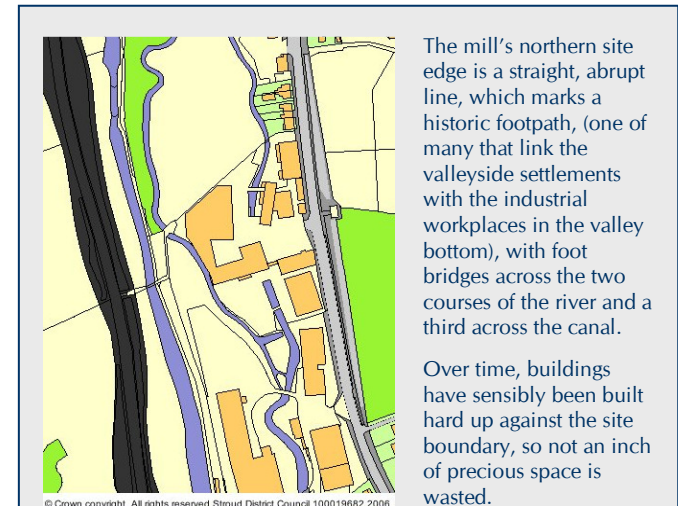 The mill's northern site
edge is a straight, abrupt
line, which marks a
historic footpath, (one of
many that link the
valleyside settlements
with the industrial
workplaces in the valley
bottom), with foot
bridges across the two
courses of the river and a
third across the canal.
Over time, buildings
have sensibly been built
hard up against the site
boundary, so not an inch
of precious space is
wasted.
© Crown copyright. All rights reserved Stroud District Council 100019682 2006